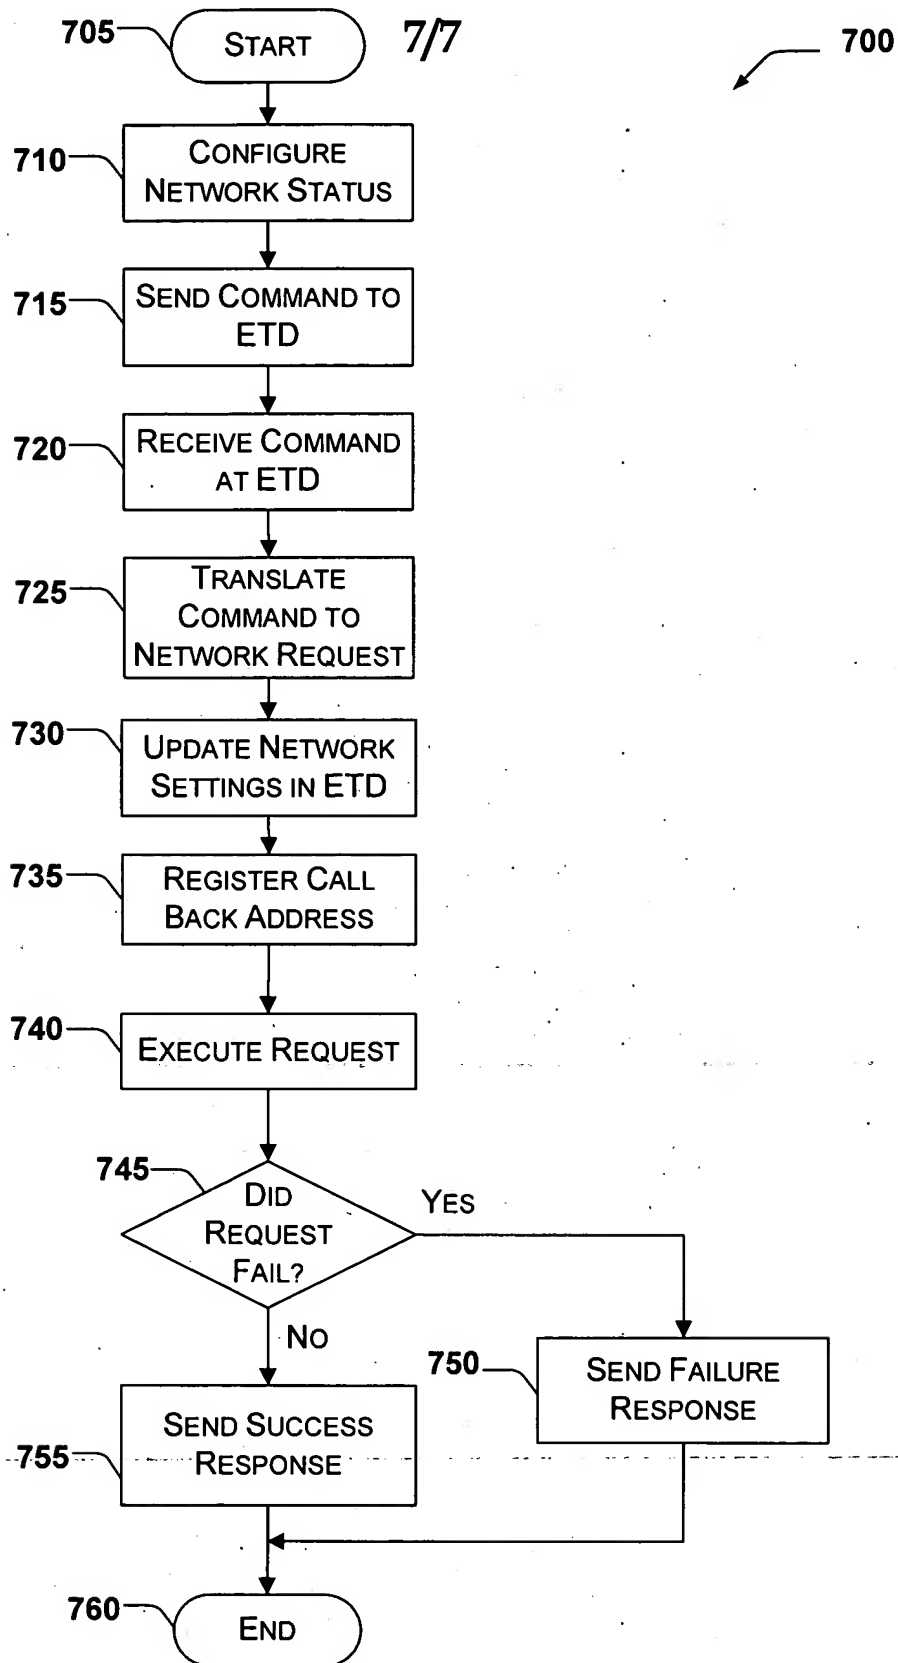 705 START 7/7 700
710 CONFIGURE
NETWORK STATUS
715 SEND COMMAND TO
ETD
720 RECEIVE COMMAND
AT ETD
725 TRANSLATE
COMMAND TO
NETWORK REQUEST
730 UPDATE NETWORK
SETTINGS IN ETD
735 REGISTER CALL
BACK ADDRESS
740 EXECUTE REQUEST
745 DID
REQUEST
FAIL?
YES
NO
750 SEND FAILURE
RESPONSE
755 SEND SUCCESS
RESPONSE
760 END